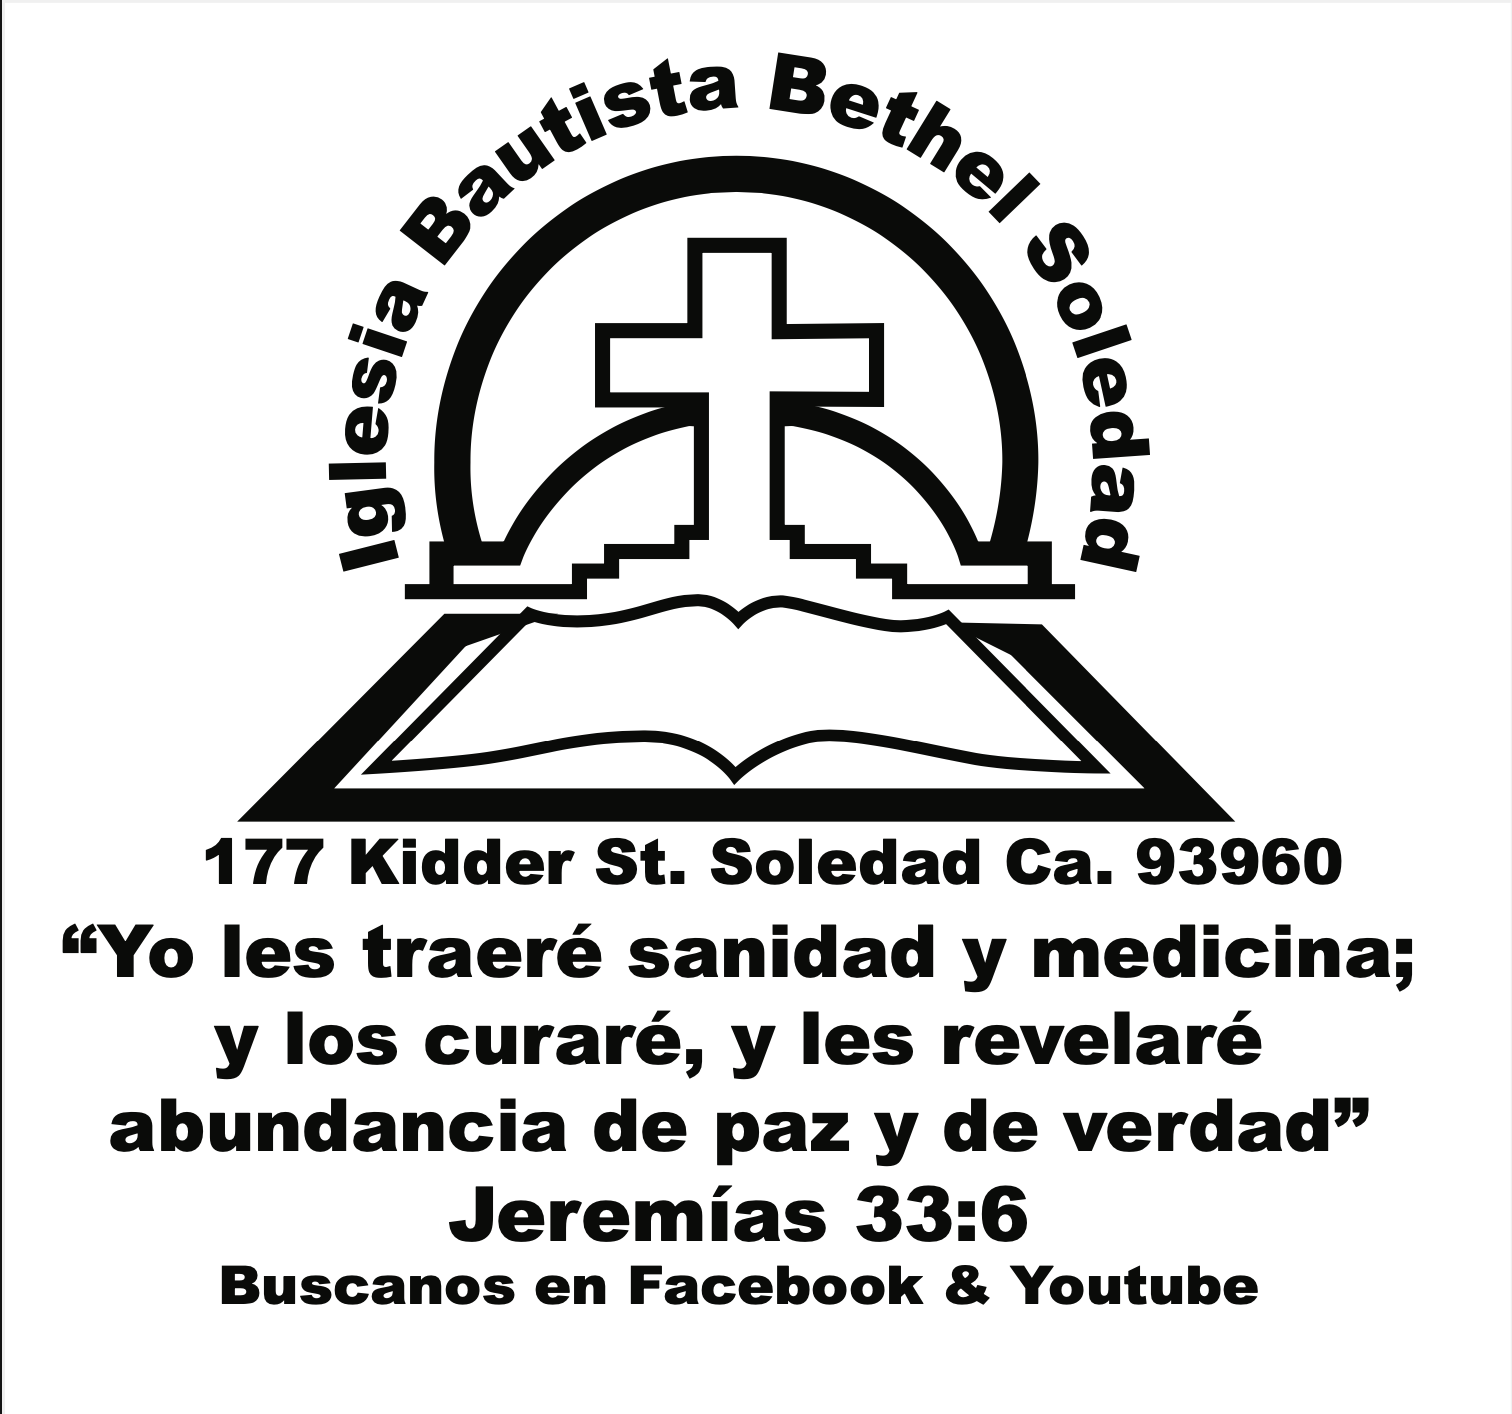 Iglesia Bautista Bethel Soledad
177 Kidder St. Soledad Ca. 93960
“Yo les traeré sanidad y medicina;
y los curaré, y les revelaré
abundancia de paz y de verdad”
Jeremías 33:6
Buscanos en Facebook & Youtube